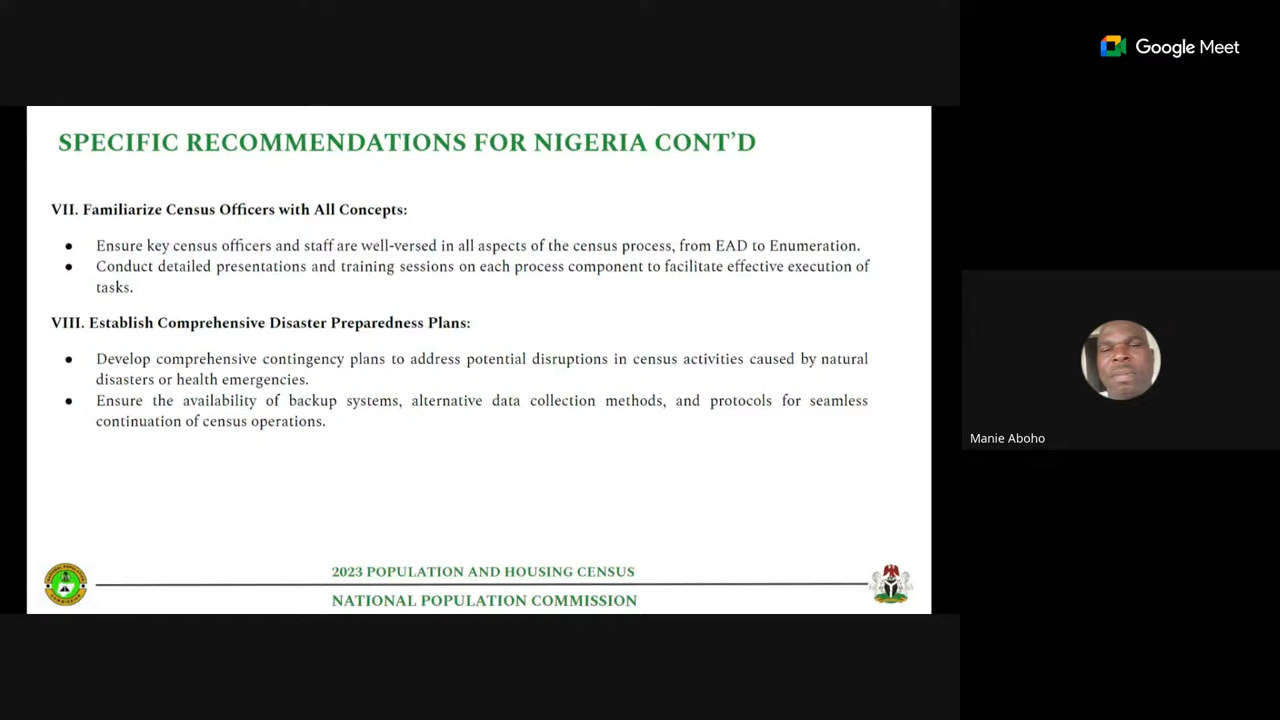 Google Meet
SPECIFIC RECOMMENDATIONS FOR NIGERIA CONT'D
VII. Familiarize Census Officers with All Concepts:
● Ensure key census officers and staff are well-versed in all aspects of the census process, from EAD to Enumeration.
● Conduct detailed presentations and training sessions on each process component to facilitate effective execution of
tasks.
VIII. Establish Comprehensive Disaster Preparedness Plans:
● Develop comprehensive contingency plans to address potential disruptions in census activities caused by natural
disasters or health emergencies.
● Ensure the availability of backup systems, alternative data collection methods, and protocols for seamless
continuation of census operations.
Manie Aboho
2023 POPULATION AND HOUSING CENSUS
NATIONAL POPULATION COMMISSION